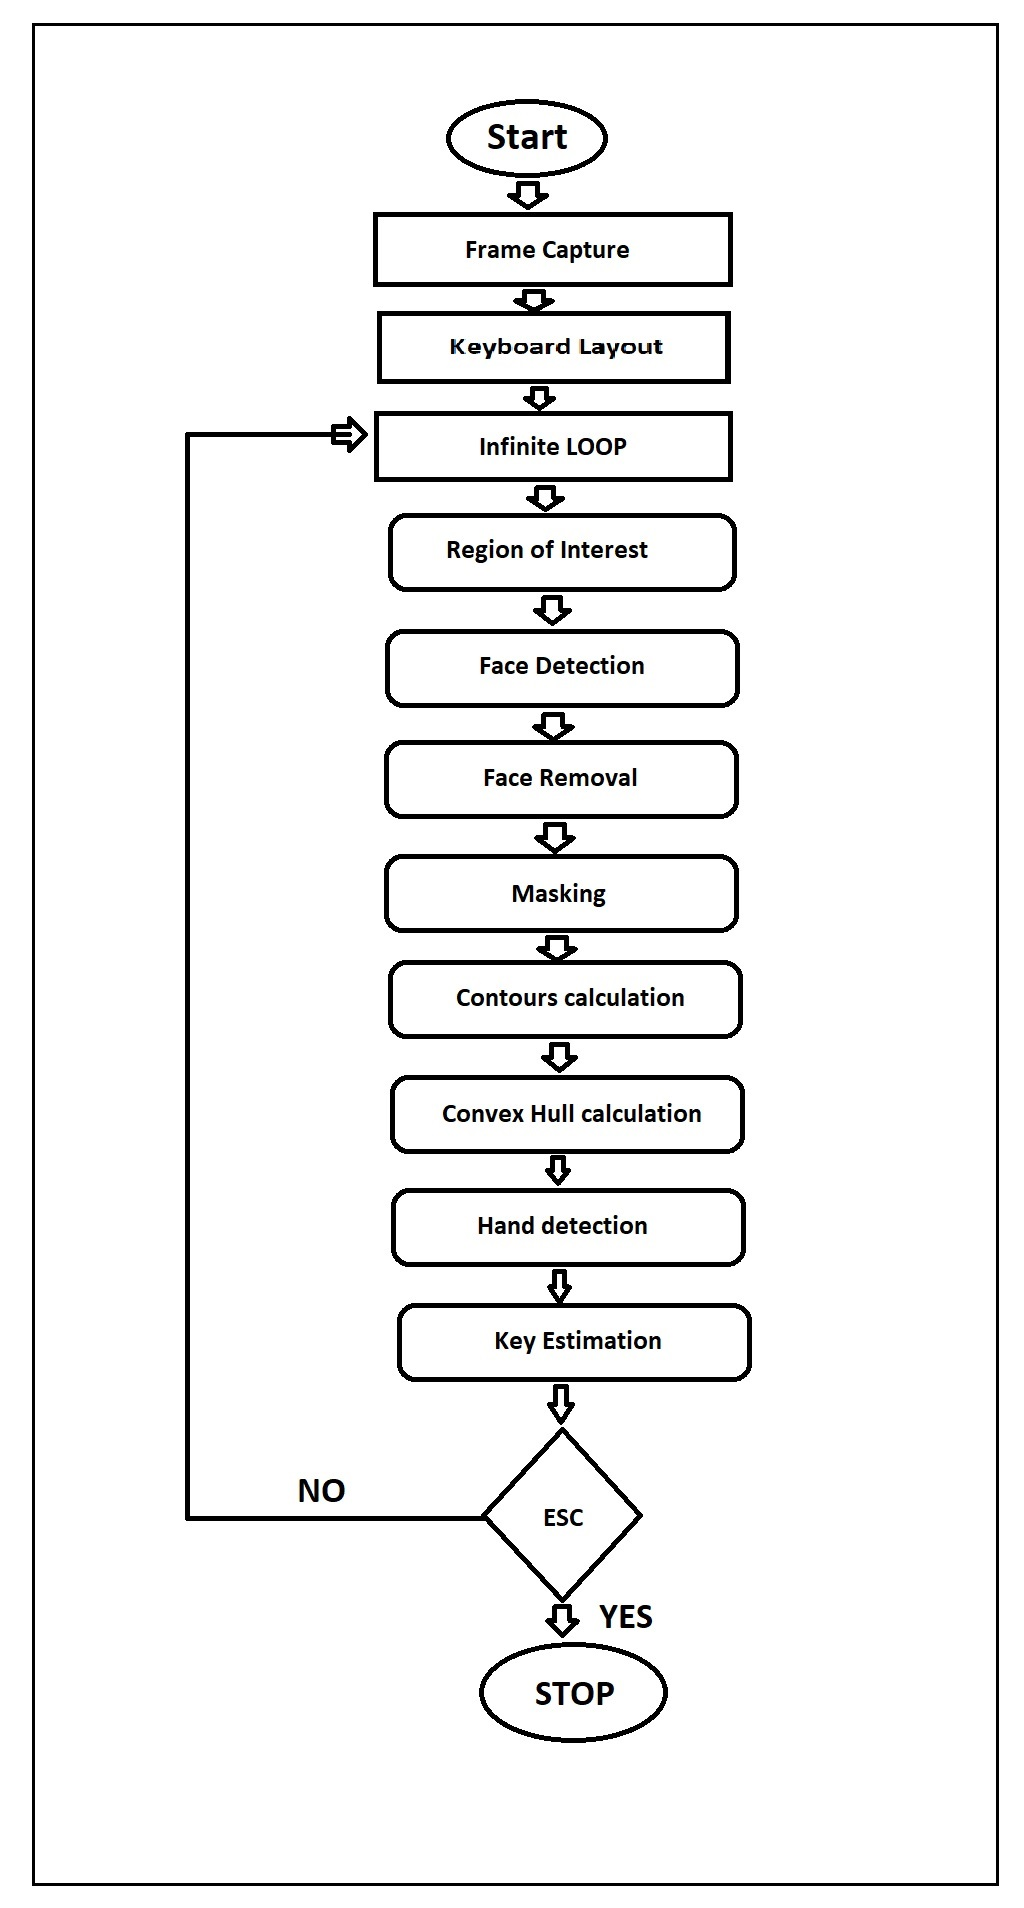 Start
Frame Capture
Keyboard Layout
Infinite LOOP
Region of Interest
Face Detection
Face Removal
Masking
Contours calculation
Convex Hull calculation
Hand detection
Key Estimation
NO
ESC
YES
STOP